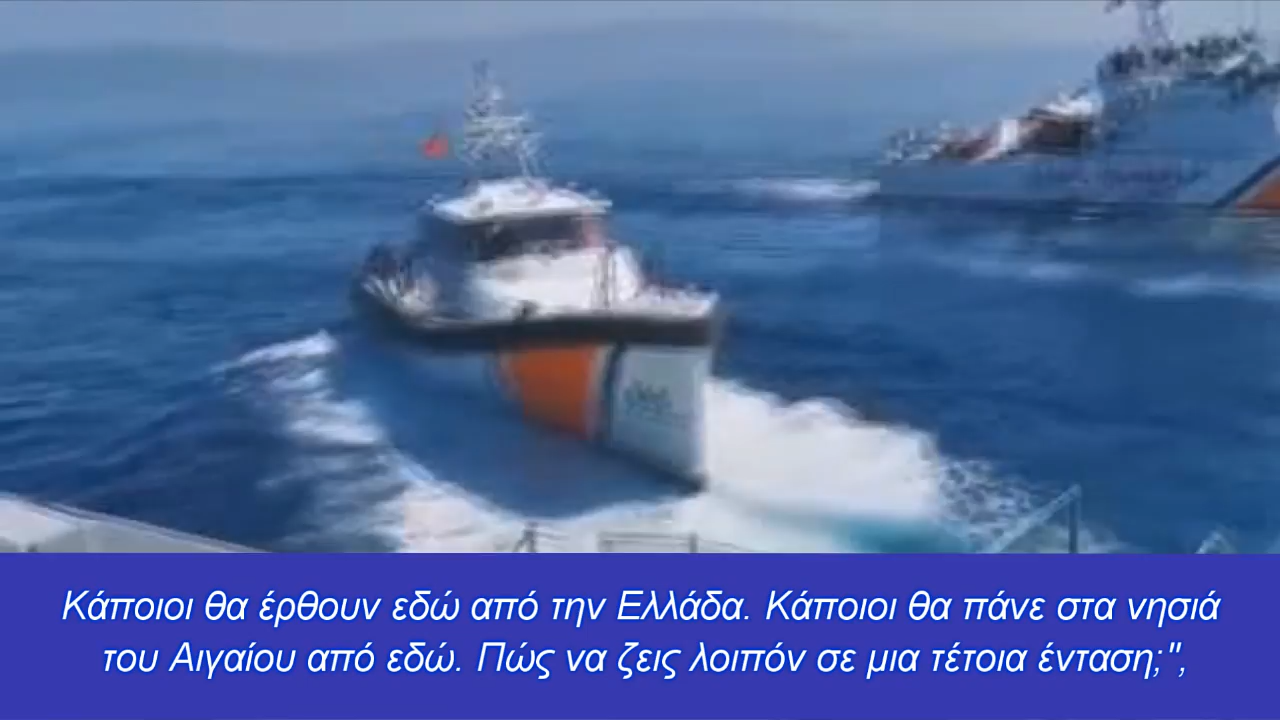 Κάποιοι θα έρθουν εδώ από την Ελλάδα. Κάποιοι θα πάνε στα νησιά
του Αιγαίου από εδώ. Πώς να ζεις λοιπόν σε μια τέτοια ένταση;",